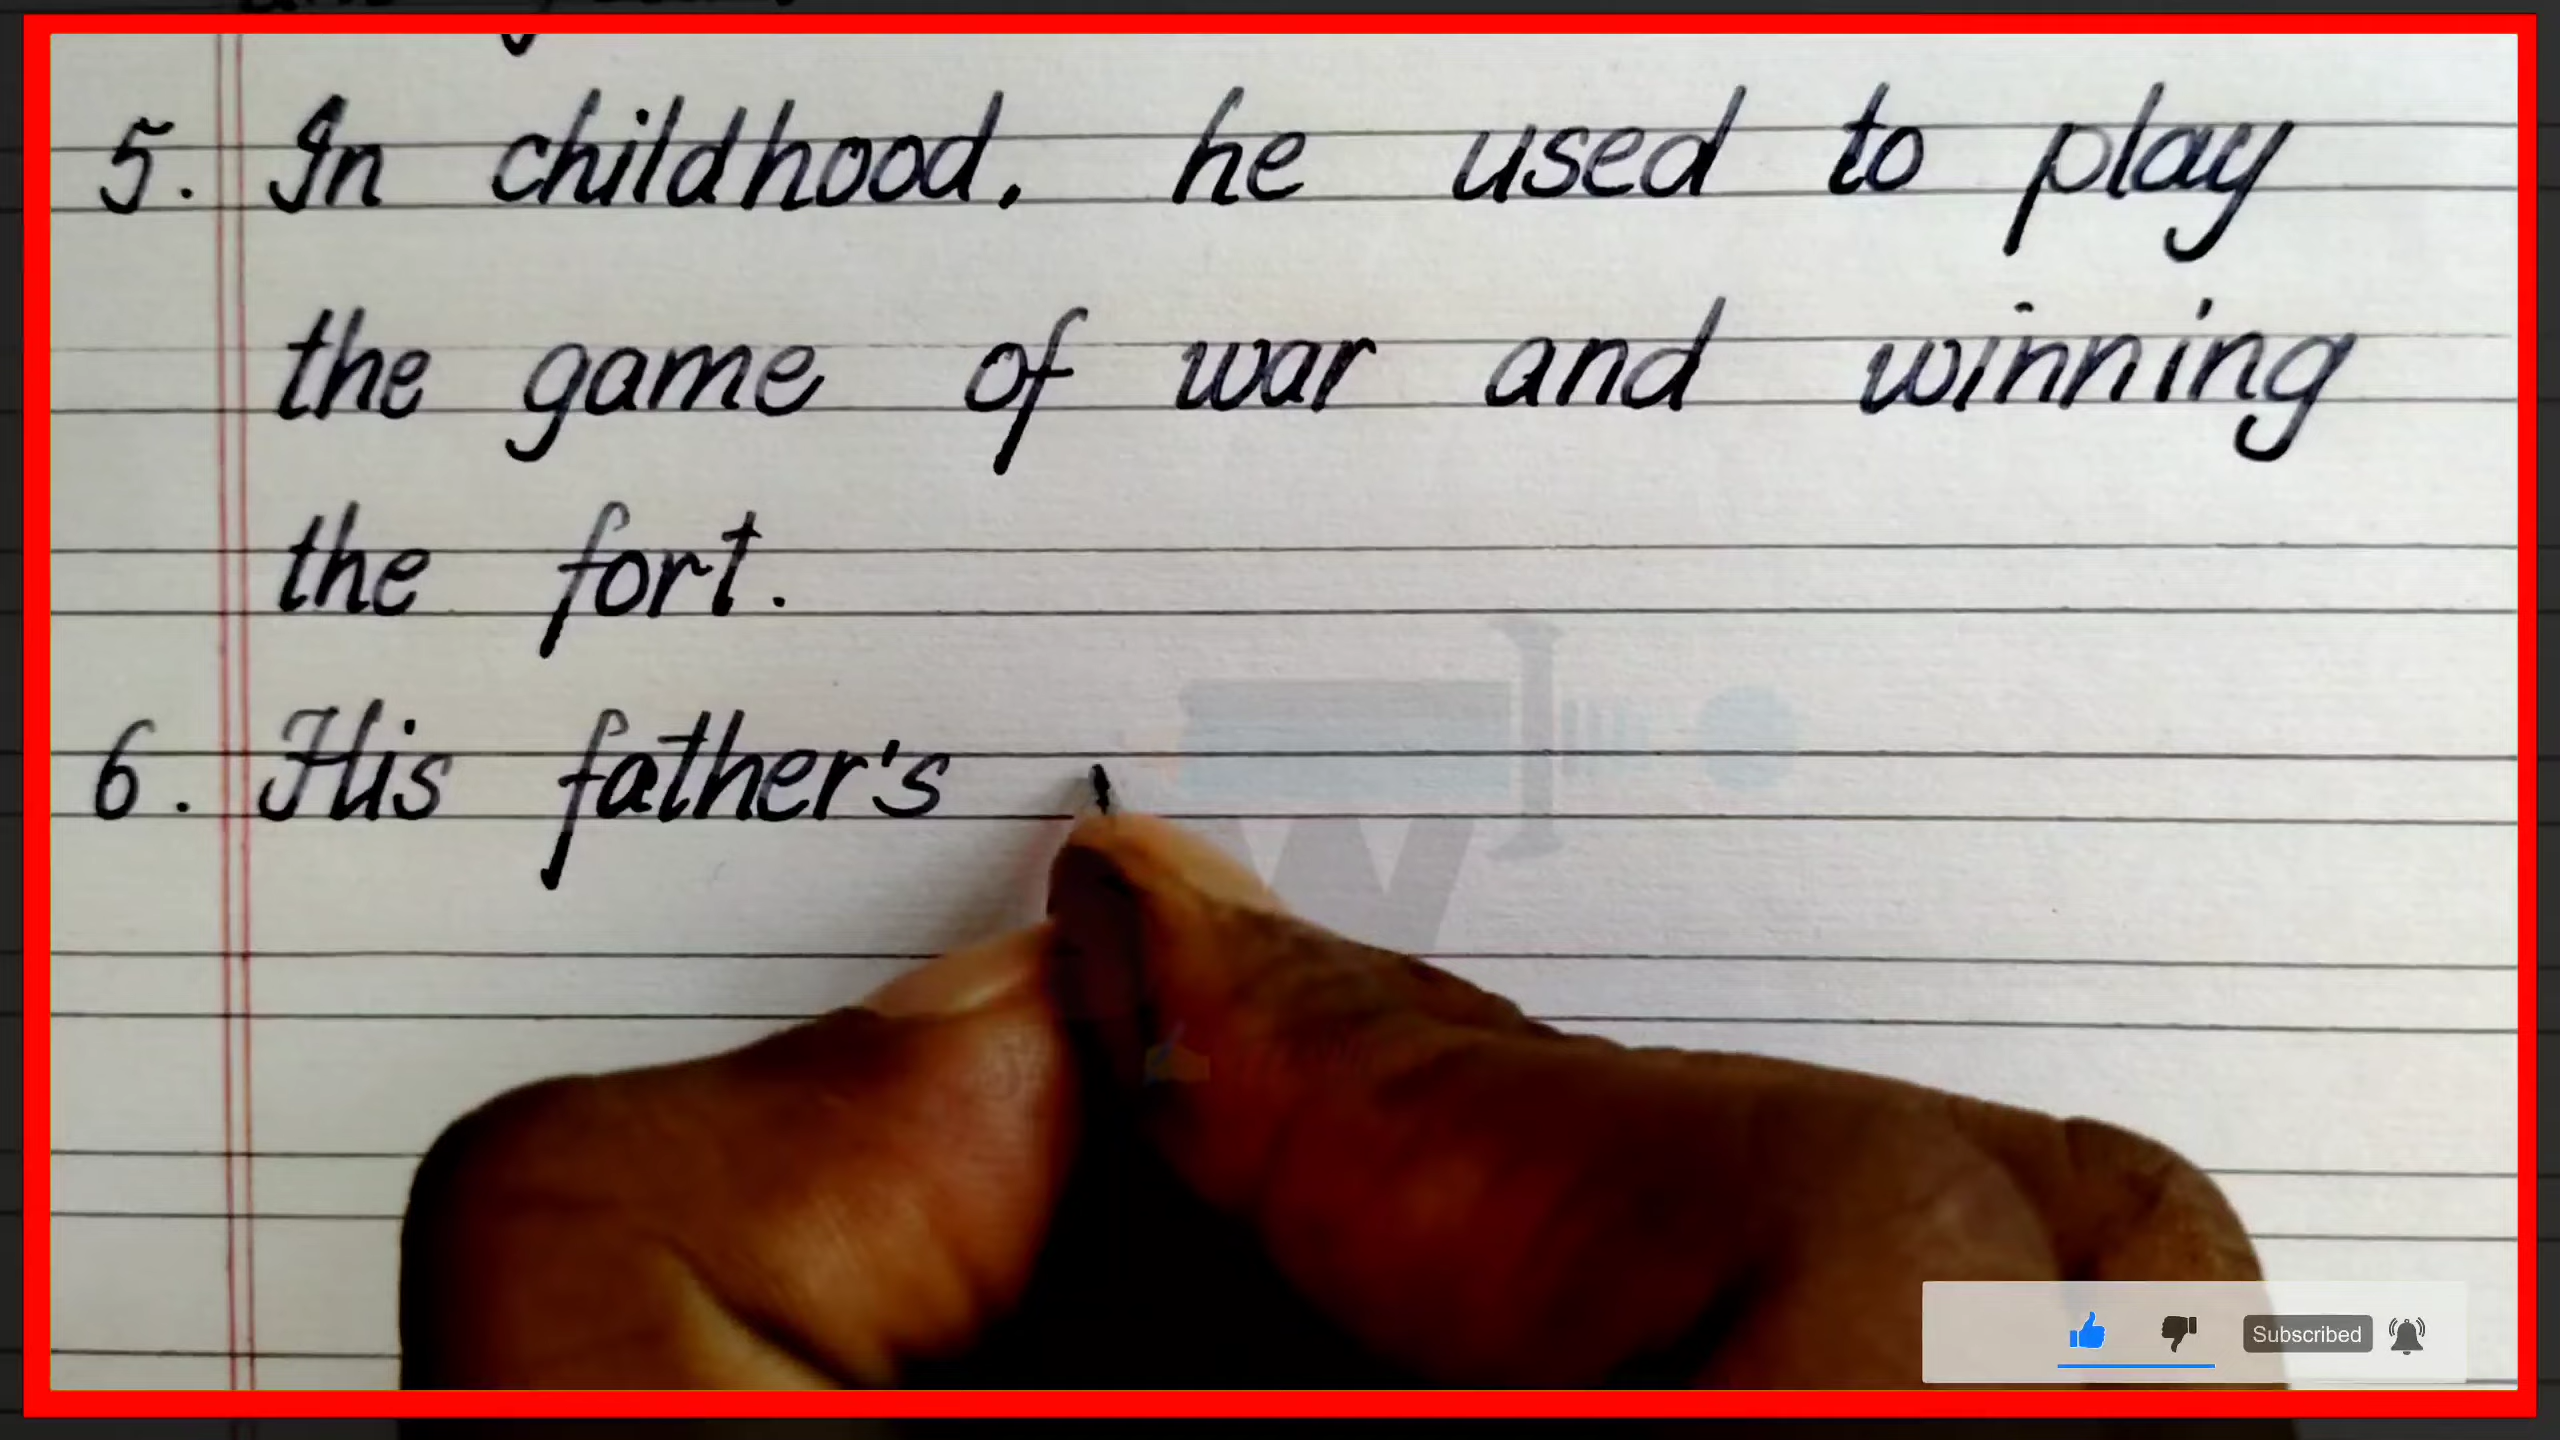 5. In childhood, he used to play
the game of war and winning
the fort.
6. His father's
Subscribed